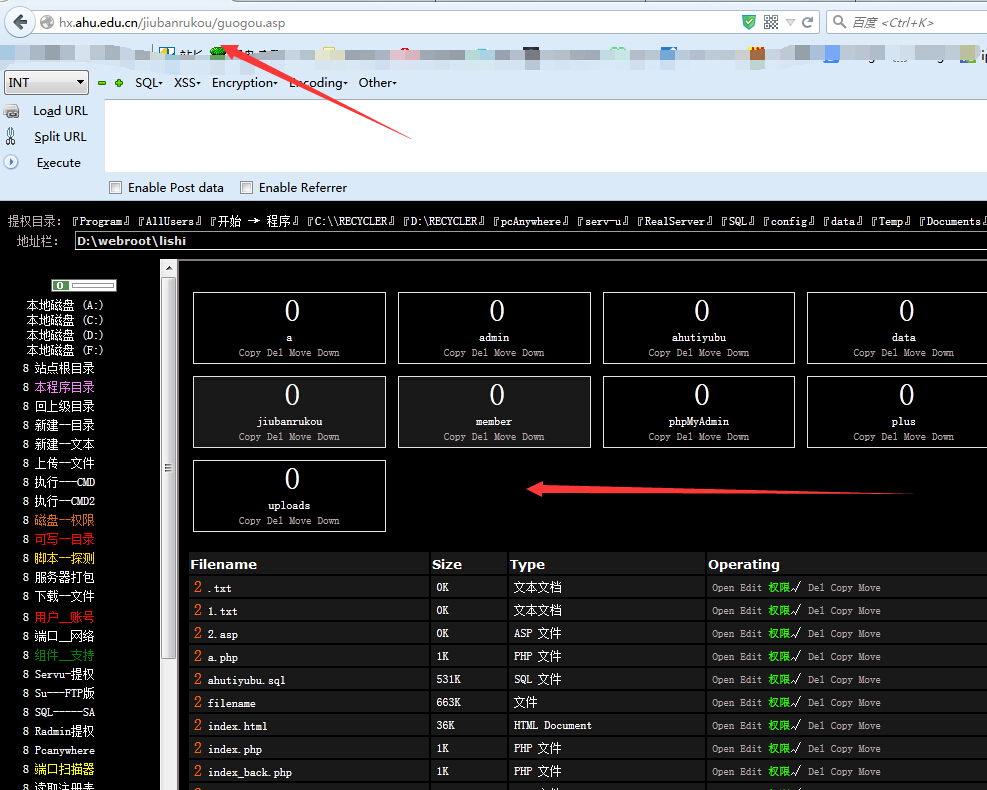 hx.ahu.edu.cn/jiubanrukou/guogou.asp
百度 <Ctrl+K>
INT
SQL
XSS
Encryption
Encoding
Other
Load URL
Split URL
Execute
Enable Post data
Enable Referrer
提权目录: 『Program』『AllUsers』『开始 → 程序』『C:\\RECYCLER』『D:\RECYCLER』『pcAnywhere』『serv-u』『RealServer』『SQL』『config』『data』『Temp』『Documents』
地址栏: D:\webroot\lishi
0
本地磁盘 (A:)
本地磁盘 (C:)
本地磁盘 (D:)
本地磁盘 (F:)
8 站点根目录
8 本程序目录
8 回上级目录
8 新建--目录
8 新建--文本
8 上传--文件
8 执行---CMD
8 执行--CMD2
8 磁盘--权限
8 可写--目录
8 脚本--探测
8 服务器打包
8 下载--文件
8 用户__账号
8 端口__网络
8 组件__支持
8 Servu-提权
8 Su---FTP版
8 SQL-----SA
8 Radmin提权
8 Pcanywhere
8 端口扫描器
8 读取注册表
0 0 0 0
a admin ahutiyubu data
Copy Del Move Down Copy Del Move Down Copy Del Move Down Copy Del Move Down
0 0 0 0
jiubanrukou member phpMyAdmin plus
Copy Del Move Down Copy Del Move Down Copy Del Move Down Copy Del Move Down
0
uploads
Copy Del Move Down
Filename Size Type Operating
2 .txt 0K 文本文档 Open Edit 权限√ Del Copy Move
2 1.txt 0K 文本文档 Open Edit 权限√ Del Copy Move
2 2.asp 0K ASP 文件 Open Edit 权限√ Del Copy Move
2 a.php 1K PHP 文件 Open Edit 权限√ Del Copy Move
2 ahutiyubu.sql 531K SQL 文件 Open Edit 权限√ Del Copy Move
2 filename 663K 文件 Open Edit 权限√ Del Copy Move
2 index.html 36K HTML Document Open Edit 权限√ Del Copy Move
2 index.php 1K PHP 文件 Open Edit 权限√ Del Copy Move
2 index_back.php 1K PHP 文件 Open Edit 权限√ Del Copy Move